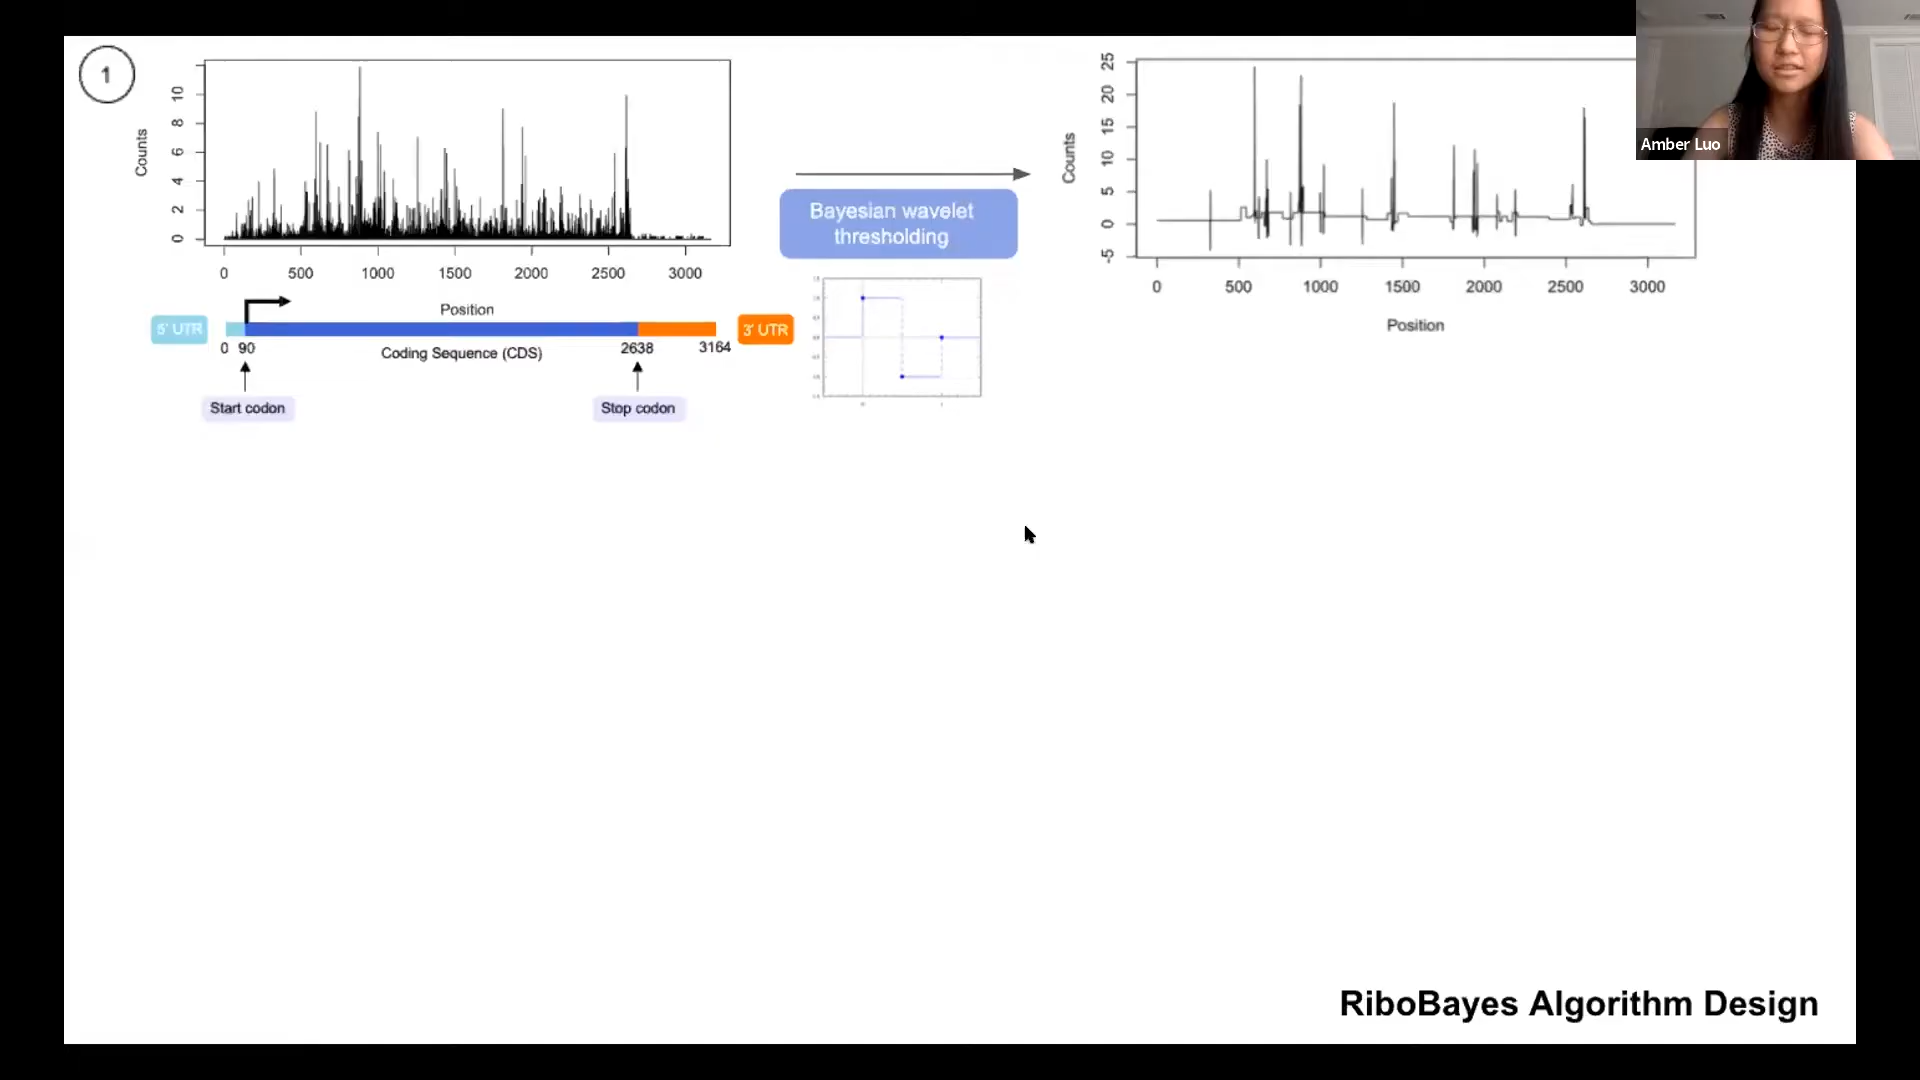 1
Counts
10
8
6
4
2
0
0 500 1000 1500 2000 2500 3000
Position
5' UTR
3' UTR
0 90 2638 3164
Coding Sequence (CDS)
Start codon
Stop codon
Bayesian wavelet
thresholding
Counts
25
20
15
10
5
0
-5
0 500 1000 1500 2000 2500 3000
Position
Amber Luo
RiboBayes Algorithm Design